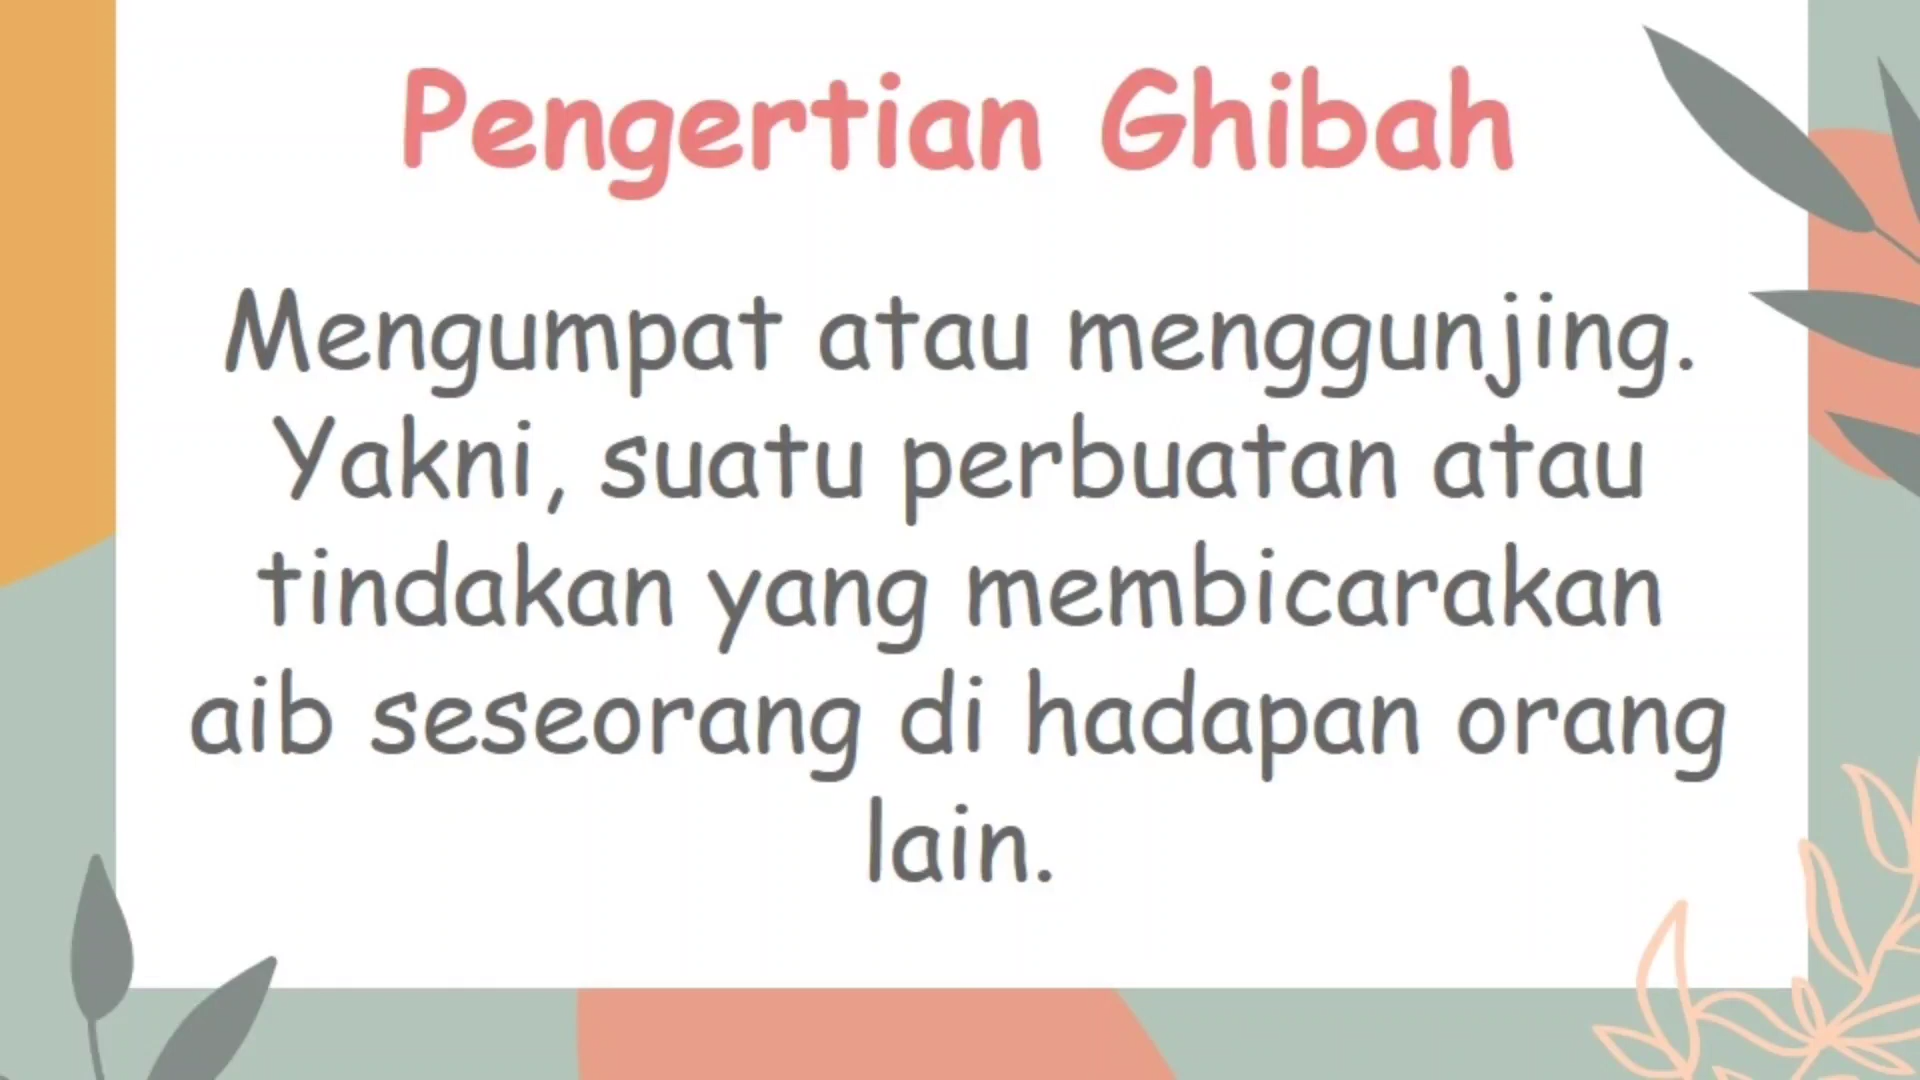 Pengertian Ghibah
Mengumpat atau menggunjing.
Yakni, suatu perbuatan atau
tindakan yang membicarakan
aib seseorang di hadapan orang
lain.